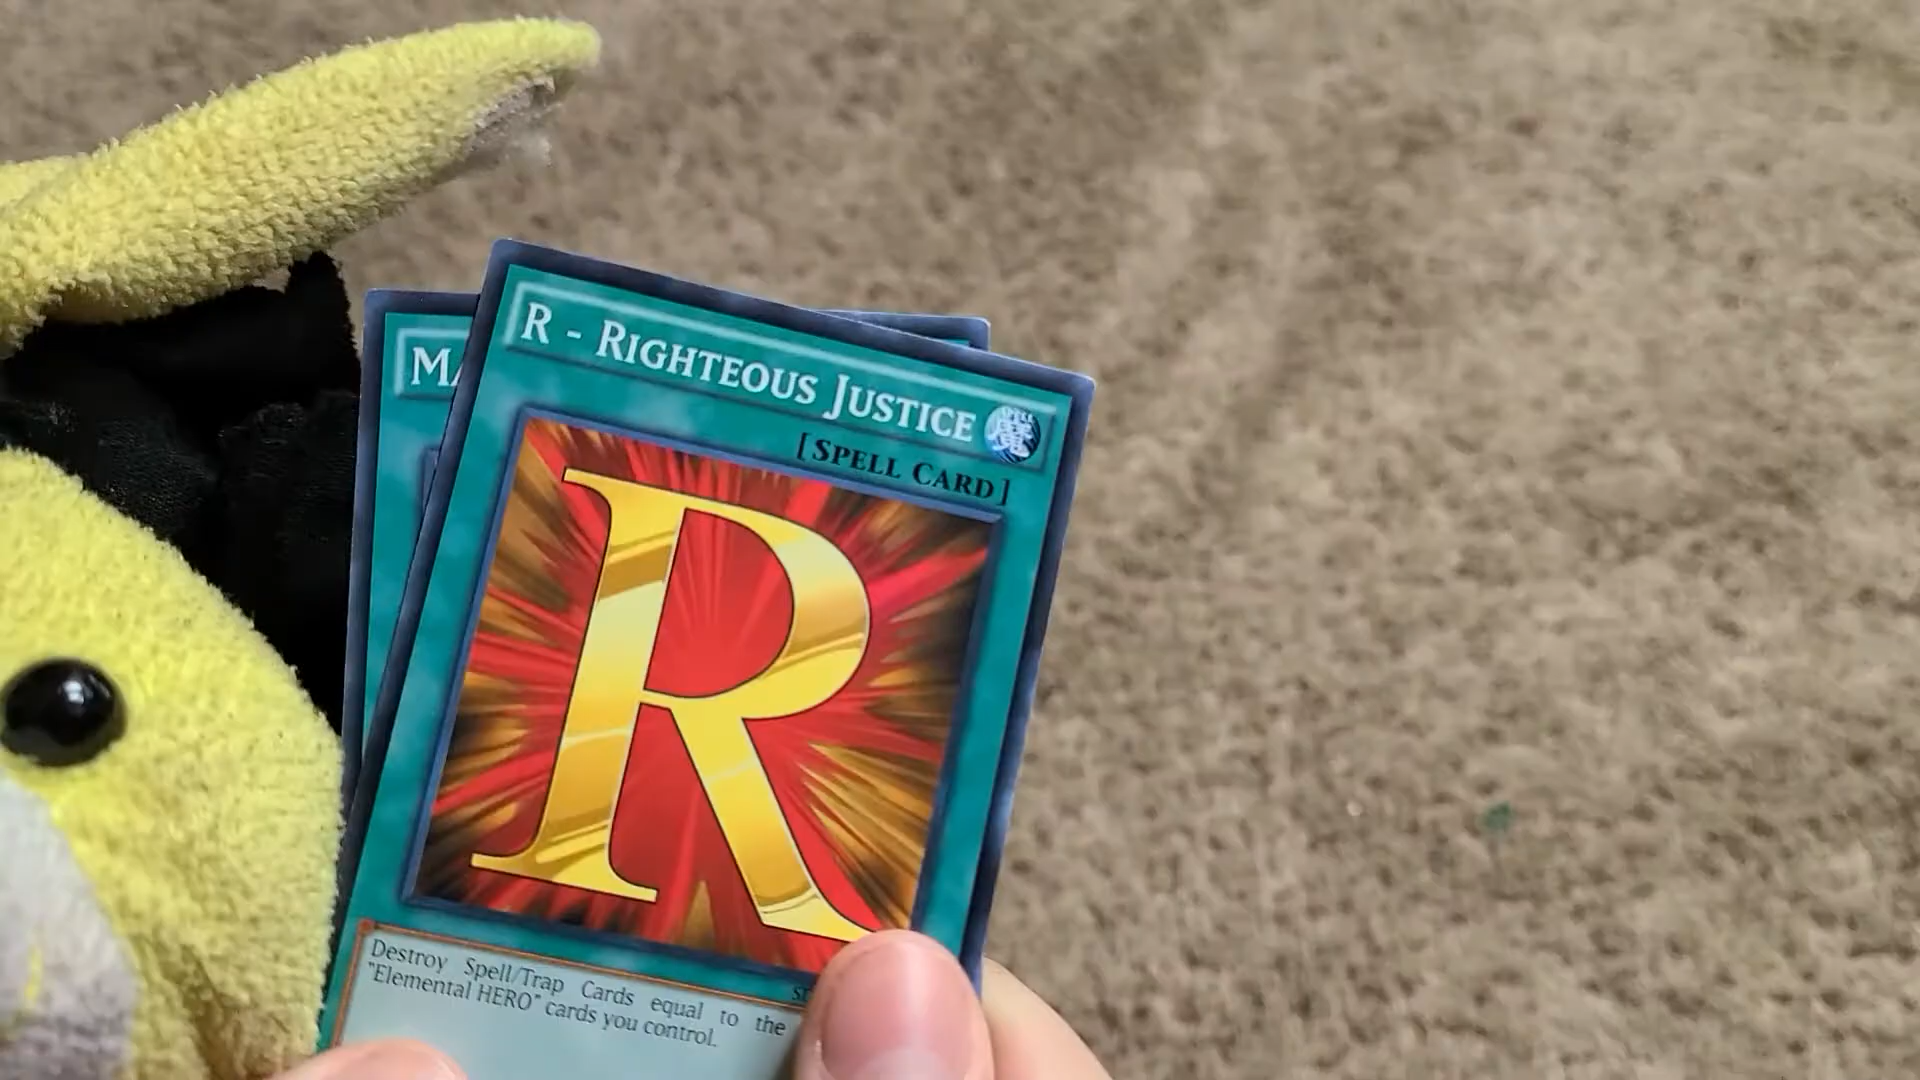 R - RIGHTEOUS JUSTICE
MA
[SPELL CARD]
R
Destroy Spell/Trap Cards equal to the
"Elemental HERO" cards you control.